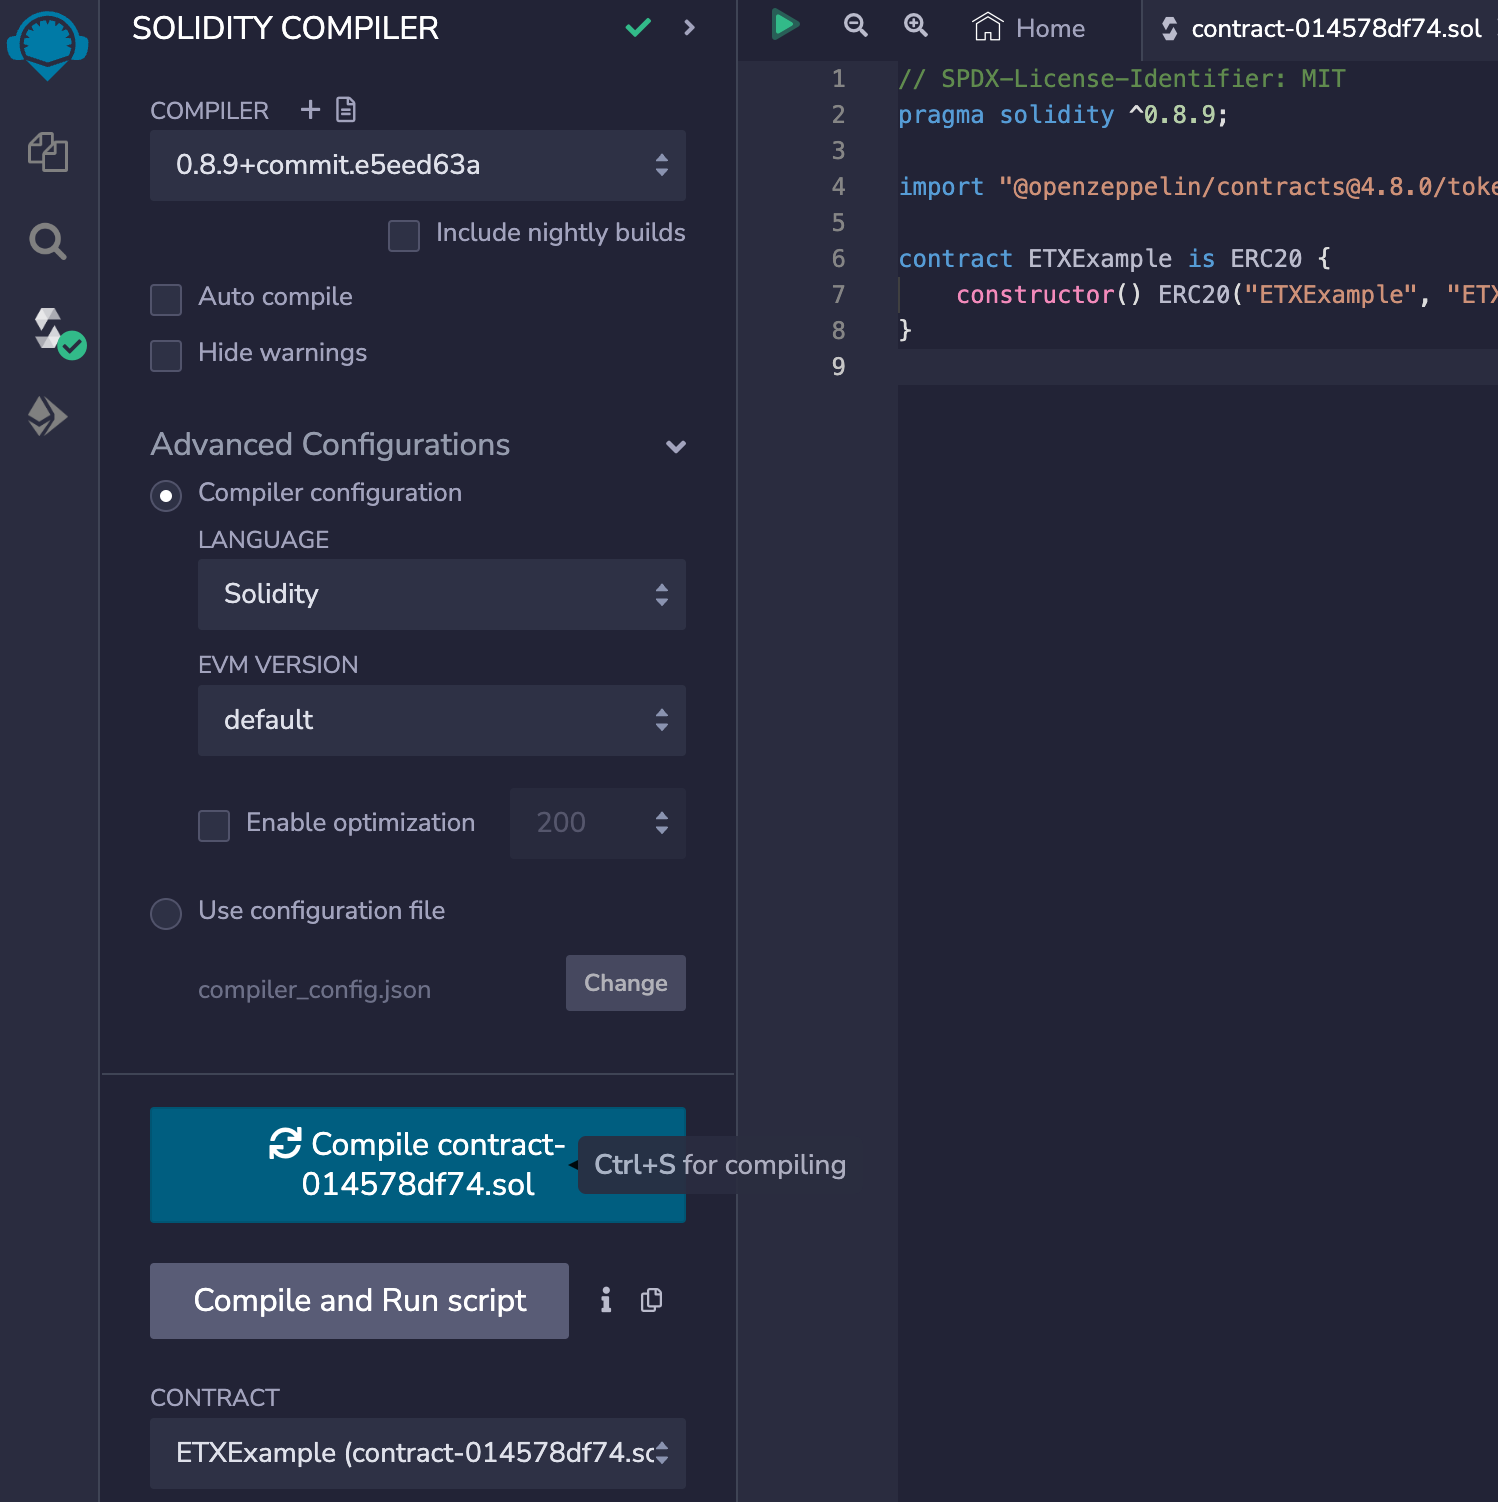 SOLIDITY COMPILER
COMPILER
0.8.9+commit.e5eed63a
Include nightly builds
Auto compile
Hide warnings
Advanced Configurations
Compiler configuration
LANGUAGE
Solidity
EVM VERSION
default
Enable optimization
200
Use configuration file
compiler_config.json
Change
Compile contract-
014578df74.sol
Ctrl+S for compiling
Compile and Run script
CONTRACT
ETXExample (contract-014578df74.so
Home
contract-014578df74.sol
1 // SPDX-License-Identifier: MIT
2 pragma solidity ^0.8.9;
3
4 import "@openzeppelin/contracts@4.8.0/toke
5
6 contract ETXExample is ERC20 {
7 constructor() ERC20("ETXExample", "ETX
8 }
9